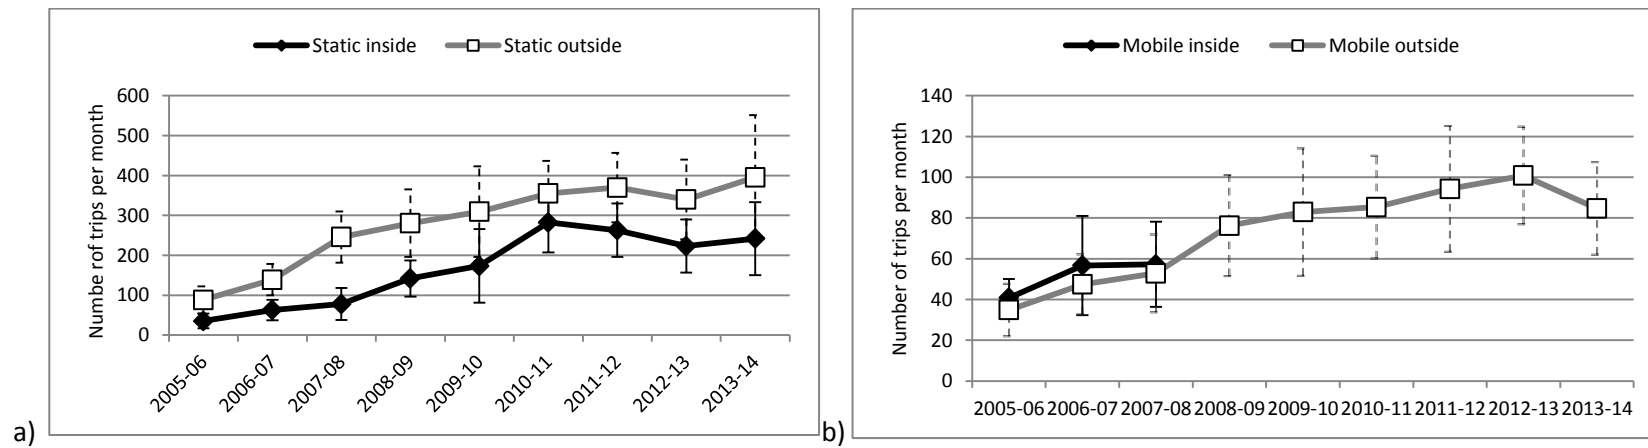 Static inside Static outside
Numbe rof trips per month
600
500
400
300
200
100
0
2005-06 2006-07 2007-08 2008-09 2009-10 2010-11 2011-12 2012-13 2013-14
a)
Mobile inside Mobile outside
Number of trips per month
140
120
100
80
60
40
20
0
2005-06 2006-07 2007-08 2008-09 2009-10 2010-11 2011-12 2012-13 2013-14
b)